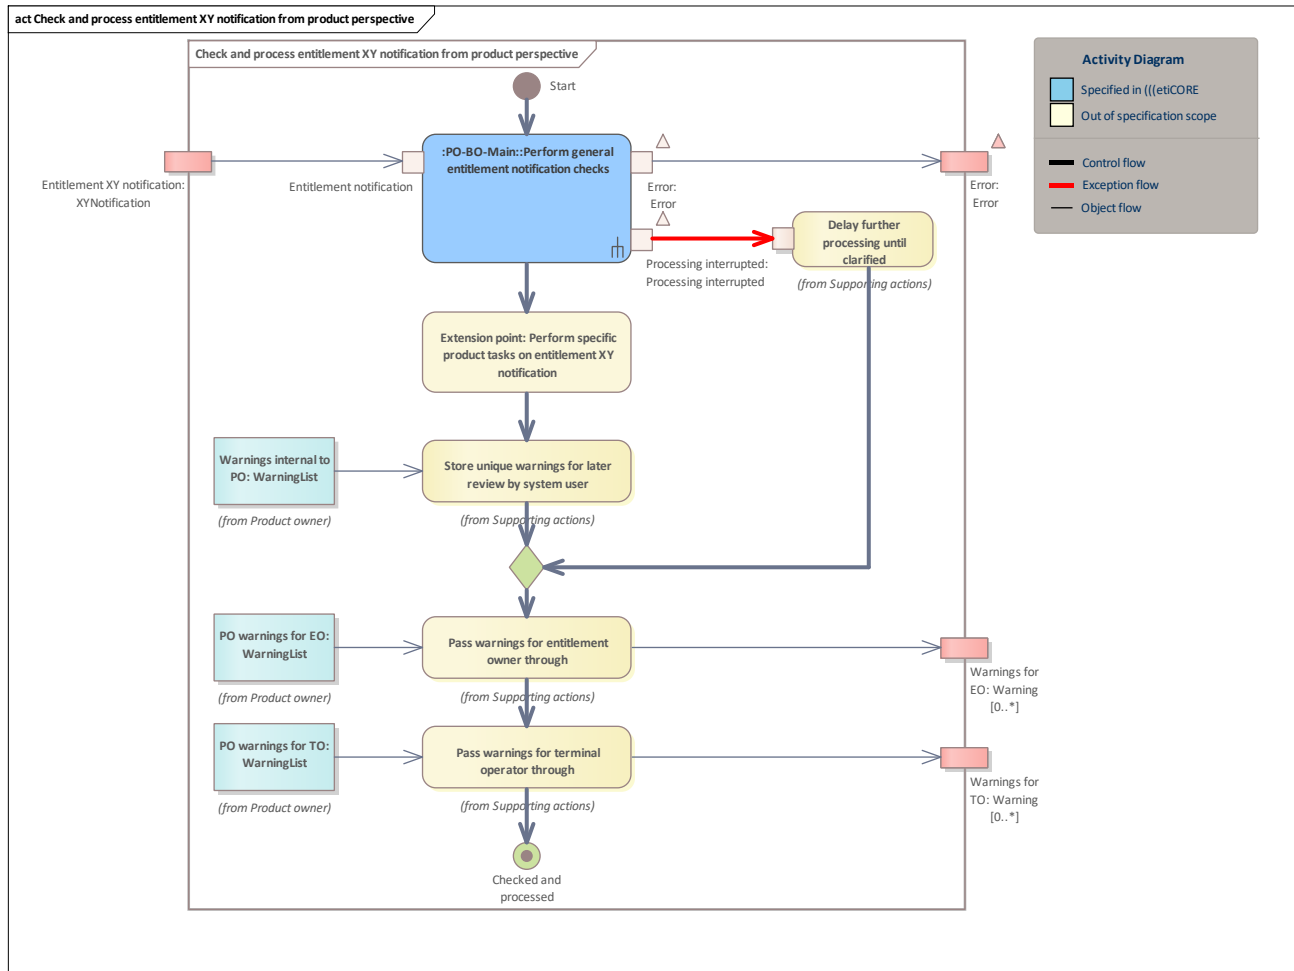 act Check and process entitlement XY notification from product perspective
Check and process entitlement XY notification from product perspective
Start
Activity Diagram
Specified in (((etiCORE
Out of specification scope
Control flow
Exception flow
Object flow
Entitlement XY notification:
XYNotification
Entitlement notification
:PO-BO-Main::Perform general
entitlement notification checks
Error:
Error
Error:
Error
Processing interrupted:
Processing interrupted
Delay further
processing until
clarified
(from Supporting actions)
Extension point: Perform specific
product tasks on entitlement XY
notification
Warnings internal to
PO: WarningList
(from Product owner)
Store unique warnings for later
review by system user
(from Supporting actions)
PO warnings for EO:
WarningList
(from Product owner)
Pass warnings for entitlement
owner through
(from Supporting actions)
Warnings for
EO: Warning
[0..*]
PO warnings for TO:
WarningList
(from Product owner)
Pass warnings for terminal
operator through
(from Supporting actions)
Warnings for
TO: Warning
[0..*]
Checked and
processed